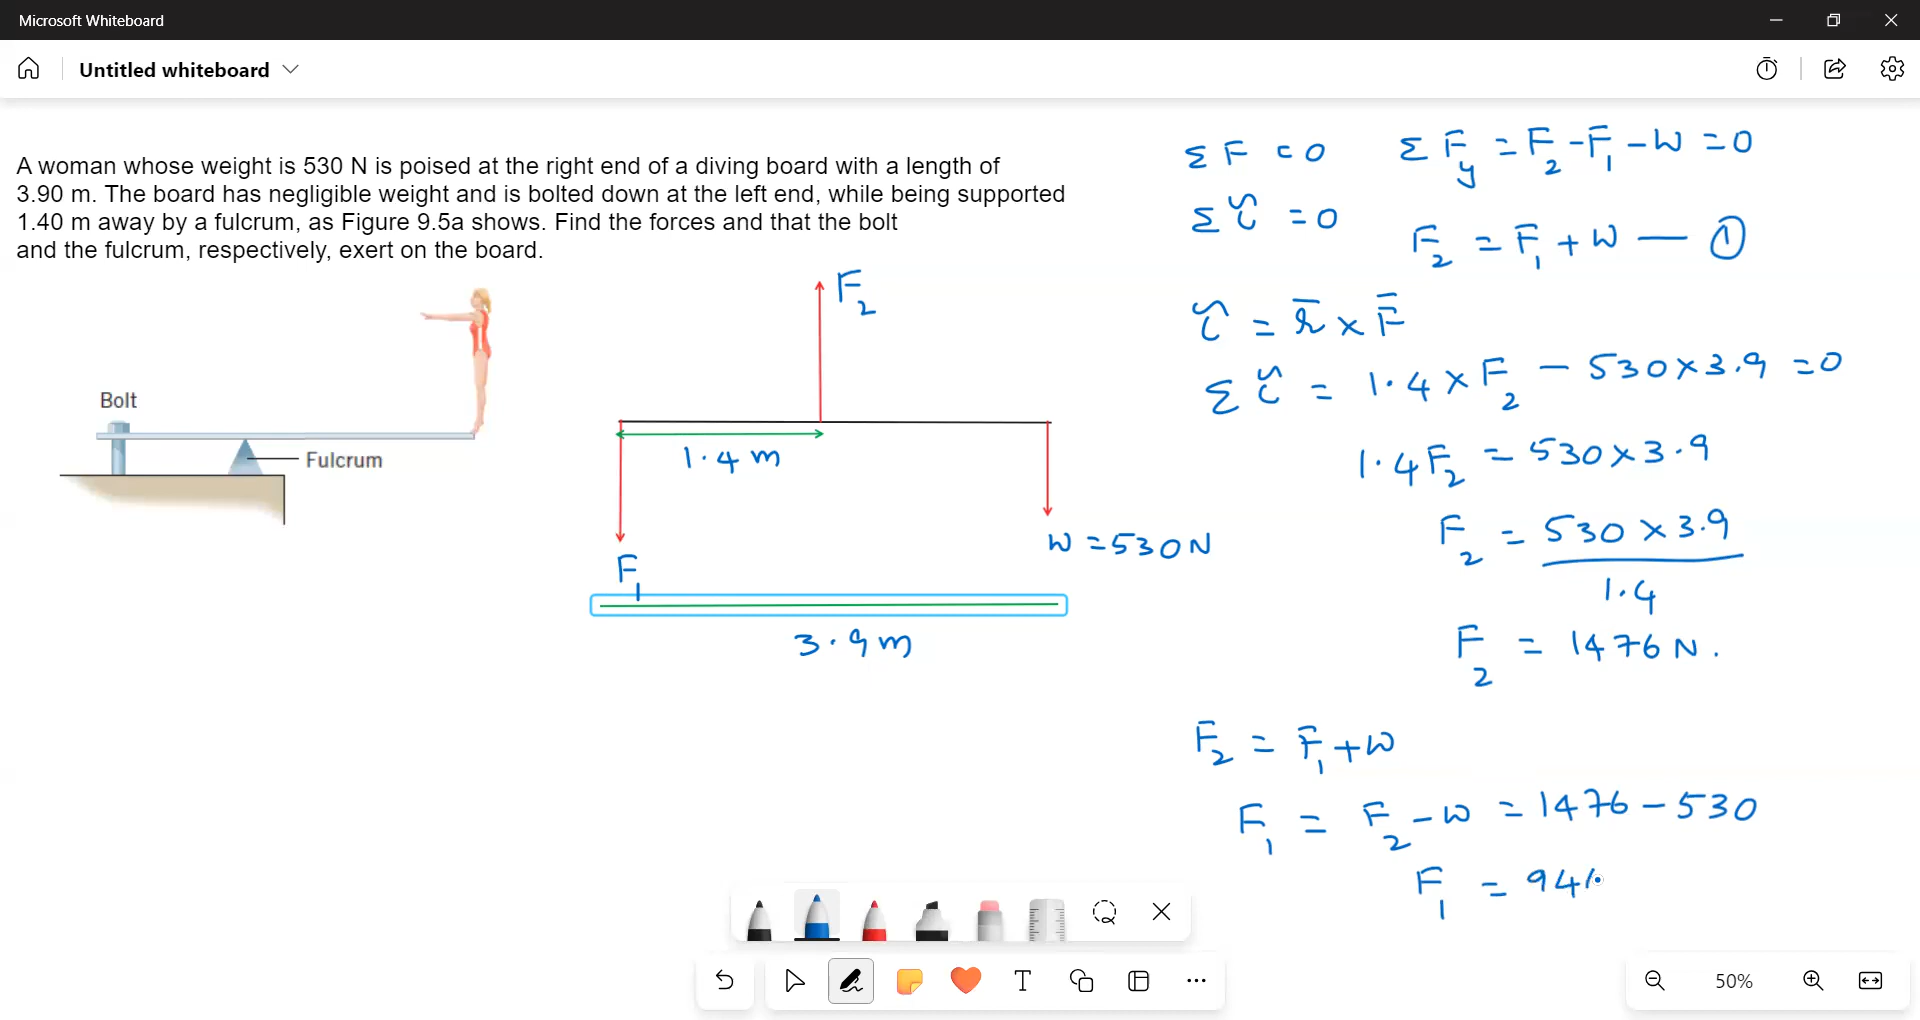 Microsoft Whiteboard
Untitled whiteboard
A woman whose weight is 530 N is poised at the right end of a diving board with a length of
3.90 m. The board has negligible weight and is bolted down at the left end, while being supported
1.40 m away by a fulcrum, as Figure 9.5a shows. Find the forces and that the bolt
and the fulcrum, respectively, exert on the board.
Bolt
Fulcrum
F₂
1.4 m
F₁
W = 530 N
3.9 m
ΣF = 0
Στ = 0
ΣF_y = F₂ - F₁ - W = 0
F₂ = F₁ + W — ①
τ = r̄ × F̄
Στ = 1.4 × F₂ - 530 × 3.9 = 0
1.4F₂ = 530 × 3.9
F₂ = 530 × 3.9
1.4
F₂ = 1476 N.
F₂ = F₁ + W
F₁ = F₂ - W = 1476 - 530
F₁ = 94
50%